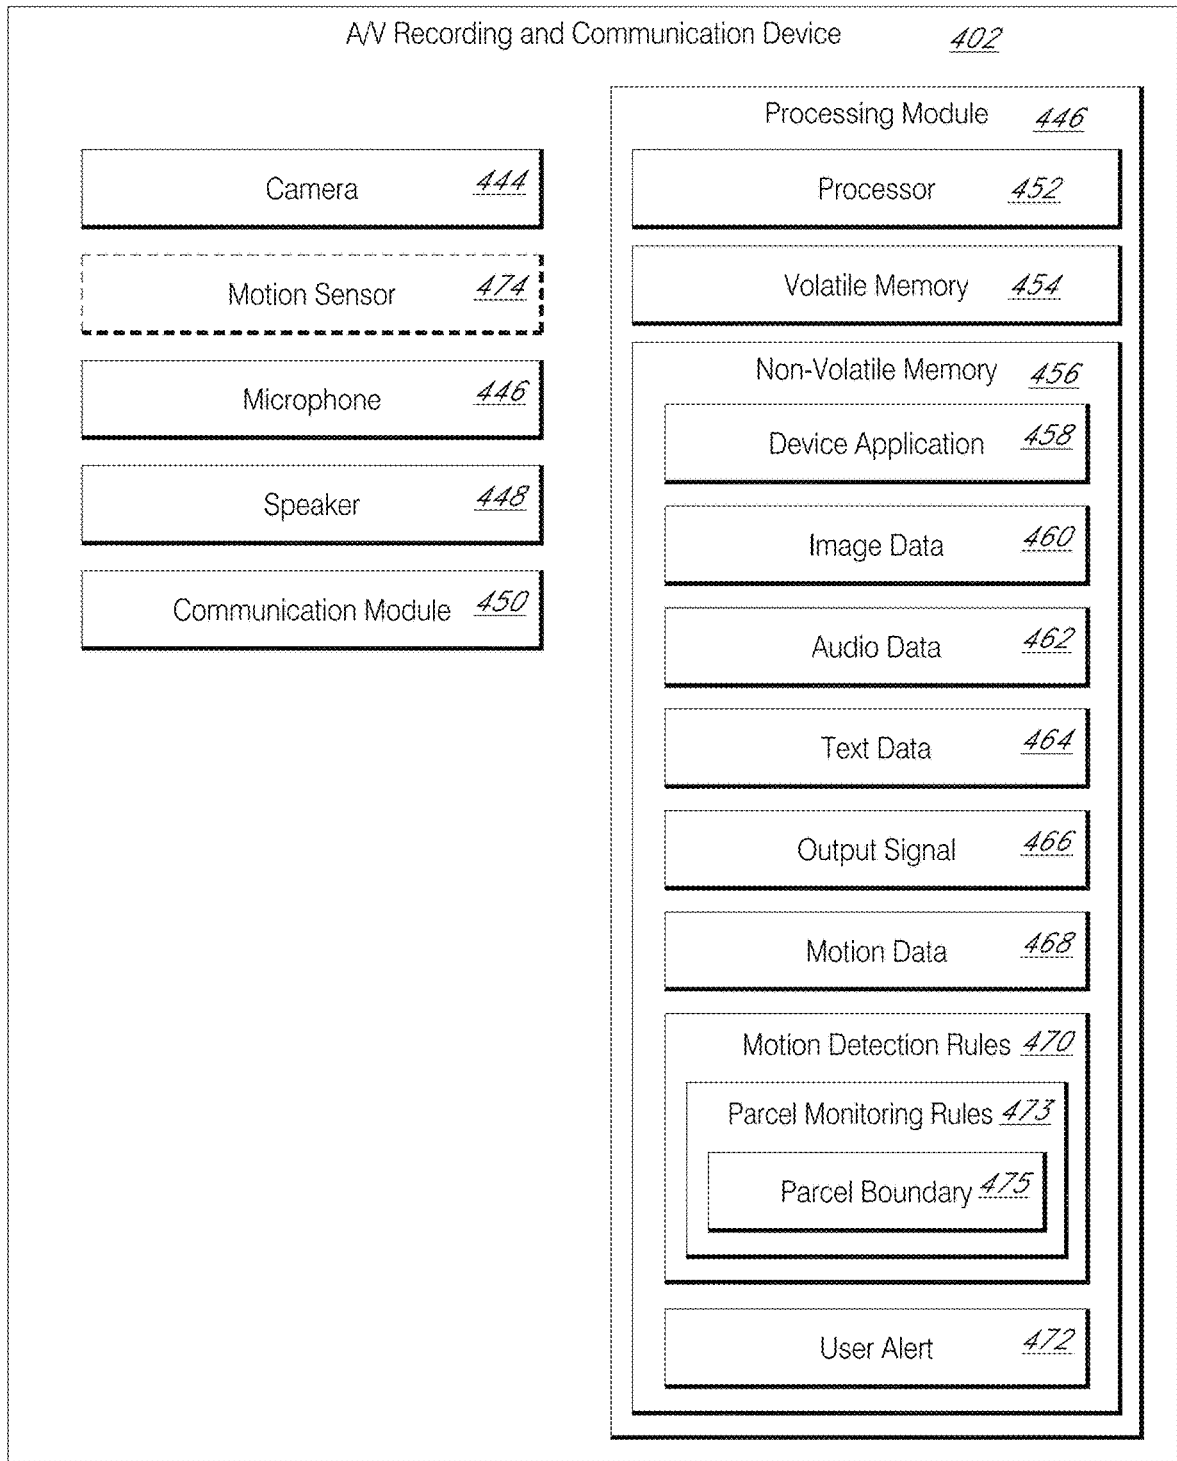 A/V Recording and Communication Device 402
Camera 444
Motion Sensor 474
Microphone 446
Speaker 448
Communication Module 450
Processing Module 446
Processor 452
Volatile Memory 454
Non-Volatile Memory 456
Device Application 458
Image Data 460
Audio Data 462
Text Data 464
Output Signal 466
Motion Data 468
Motion Detection Rules 470
Parcel Monitoring Rules 473
Parcel Boundary 475
User Alert 472